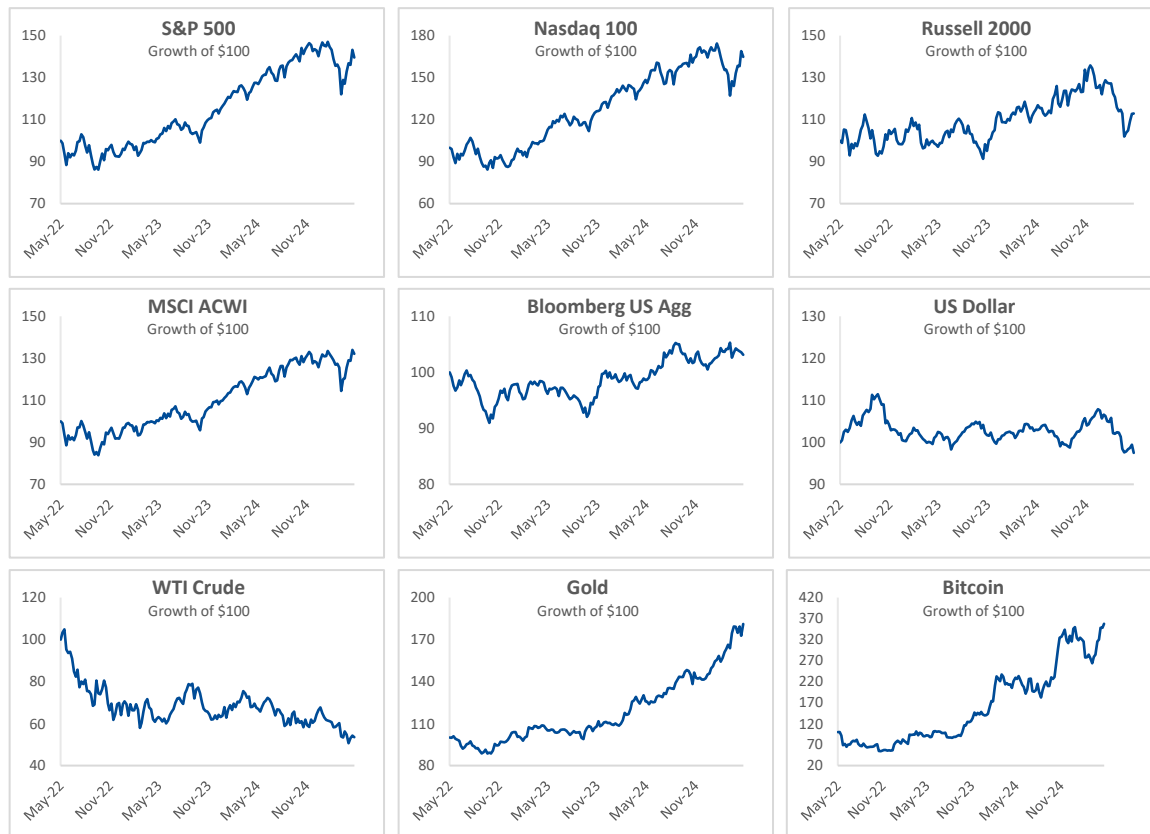 S&P 500
Growth of $100
150
130
110
90
70
May-22
Nov-22
May-23
Nov-23
May-24
Nov-24
Nasdaq 100
Growth of $100
180
160
140
120
100
80
60
May-22
Nov-22
May-23
Nov-23
May-24
Nov-24
Russell 2000
Growth of $100
150
140
130
120
110
100
90
80
70
May-22
Nov-22
May-23
Nov-23
May-24
Nov-24
MSCI ACWI
Growth of $100
150
130
110
90
70
May-22
Nov-22
May-23
Nov-23
May-24
Nov-24
Bloomberg US Agg
Growth of $100
110
100
90
80
May-22
Nov-22
May-23
Nov-23
May-24
Nov-24
US Dollar
Growth of $100
130
120
110
100
90
May-22
Nov-22
May-23
Nov-23
May-24
Nov-24
WTI Crude
Growth of $100
120
100
80
60
40
May-22
Nov-22
May-23
Nov-23
May-24
Nov-24
Gold
Growth of $100
200
170
140
110
80
May-22
Nov-22
May-23
Nov-23
May-24
Nov-24
Bitcoin
Growth of $100
420
370
320
270
220
170
120
70
20
May-22
Nov-22
May-23
Nov-23
May-24
Nov-24